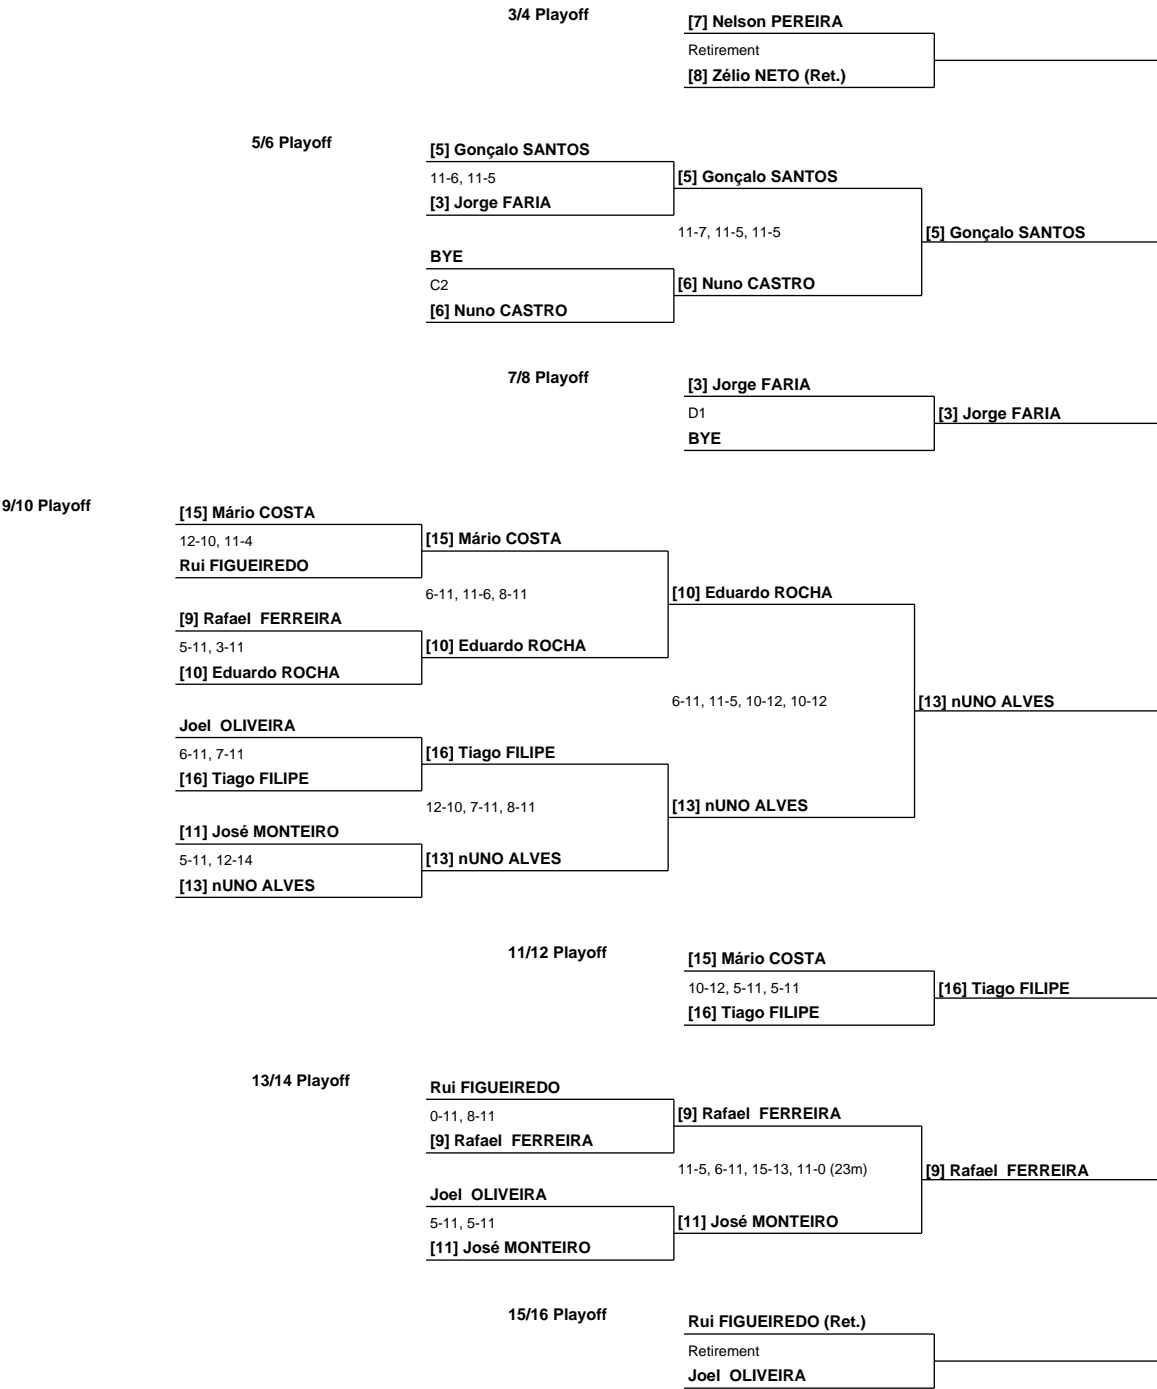 3/4 Playoff
[7] Nelson PEREIRA
Retirement
[8] Zélio NETO (Ret.)
5/6 Playoff
[5] Gonçalo SANTOS
11-6, 11-5
[5] Gonçalo SANTOS
[3] Jorge FARIA
11-7, 11-5, 11-5
[5] Gonçalo SANTOS
BYE
C2
[6] Nuno CASTRO
[6] Nuno CASTRO
7/8 Playoff
[3] Jorge FARIA
D1
[3] Jorge FARIA
BYE
9/10 Playoff
[15] Mário COSTA
12-10, 11-4
[15] Mário COSTA
Rui FIGUEIREDO
6-11, 11-6, 8-11
[10] Eduardo ROCHA
[9] Rafael  FERREIRA
5-11, 3-11
[10] Eduardo ROCHA
[10] Eduardo ROCHA
6-11, 11-5, 10-12, 10-12
[13] nUNO ALVES
Joel  OLIVEIRA
6-11, 7-11
[16] Tiago FILIPE
[16] Tiago FILIPE
12-10, 7-11, 8-11
[13] nUNO ALVES
[11] José MONTEIRO
5-11, 12-14
[13] nUNO ALVES
[13] nUNO ALVES
11/12 Playoff
[15] Mário COSTA
10-12, 5-11, 5-11
[16] Tiago FILIPE
[16] Tiago FILIPE
13/14 Playoff
Rui FIGUEIREDO
0-11, 8-11
[9] Rafael  FERREIRA
[9] Rafael  FERREIRA
11-5, 6-11, 15-13, 11-0 (23m)
[9] Rafael  FERREIRA
Joel  OLIVEIRA
5-11, 5-11
[11] José MONTEIRO
[11] José MONTEIRO
15/16 Playoff
Rui FIGUEIREDO (Ret.)
Retirement
Joel  OLIVEIRA